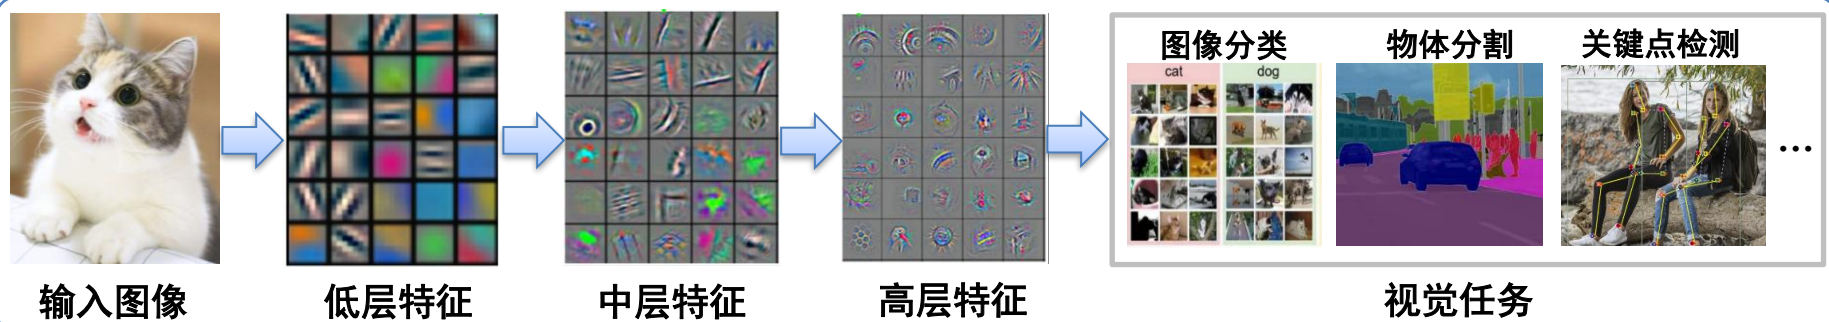 图像分类
物体分割
关键点检测
cat
dog
...
输入图像
低层特征
中层特征
高层特征
视觉任务